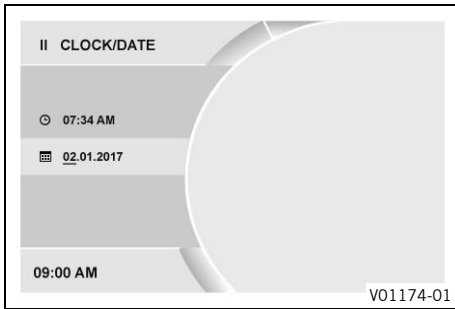 II CLOCK/DATE
07:34 AM
02.01.2017
09:00 AM
V01174-01